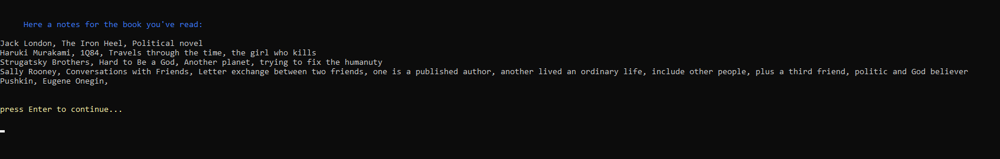 Here a notes for the book you've read:
Jack London, The Iron Heel, Political novel
Haruki Murakami, 1Q84, Travels through the time, the girl who kills
Strugatsky Brothers, Hard to Be a God, Another planet, trying to fix the humanuty
Sally Rooney, Conversations with Friends, Letter exchange between two friends, one is a published author, another lived an ordinary life, include other people, plus a third friend, politic and God believer
Pushkin, Eugene Onegin,
press Enter to continue...